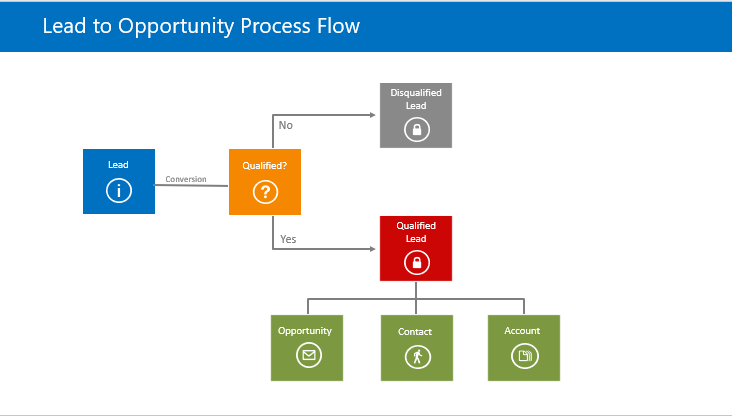 Lead to Opportunity Process Flow
Disqualified
Lead
No
Lead
Conversion
Qualified?
Yes
Qualified
Lead
Opportunity
Contact
Account